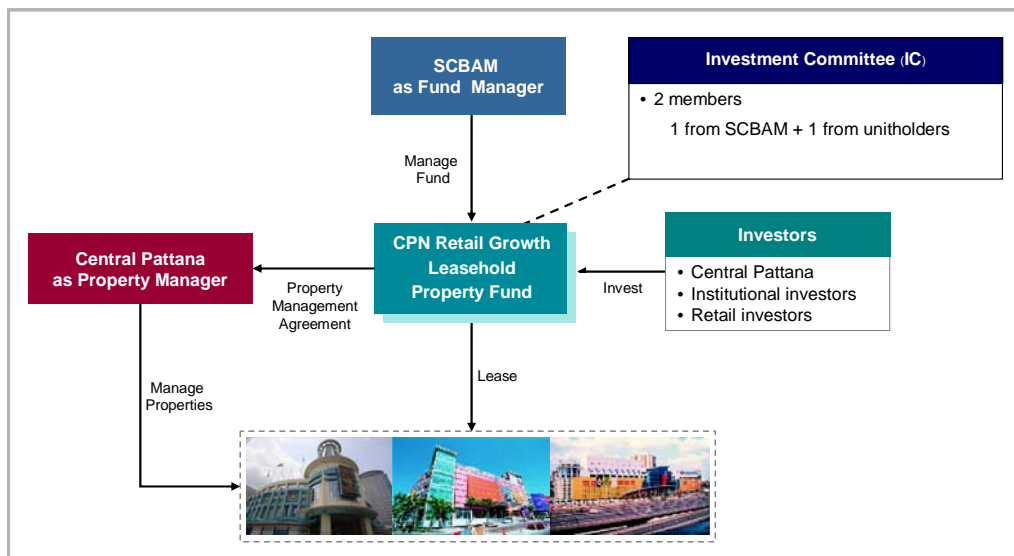 SCBAM
as Fund Manager
Investment Committee (IC)
• 2 members
1 from SCBAM + 1 from unitholders
Manage
Fund
Central Pattana
as Property Manager
CPN Retail Growth
Leasehold
Property Fund
Investors
• Central Pattana
• Institutional investors
• Retail investors
Property
Management
Agreement
Invest
Lease
Manage
Properties